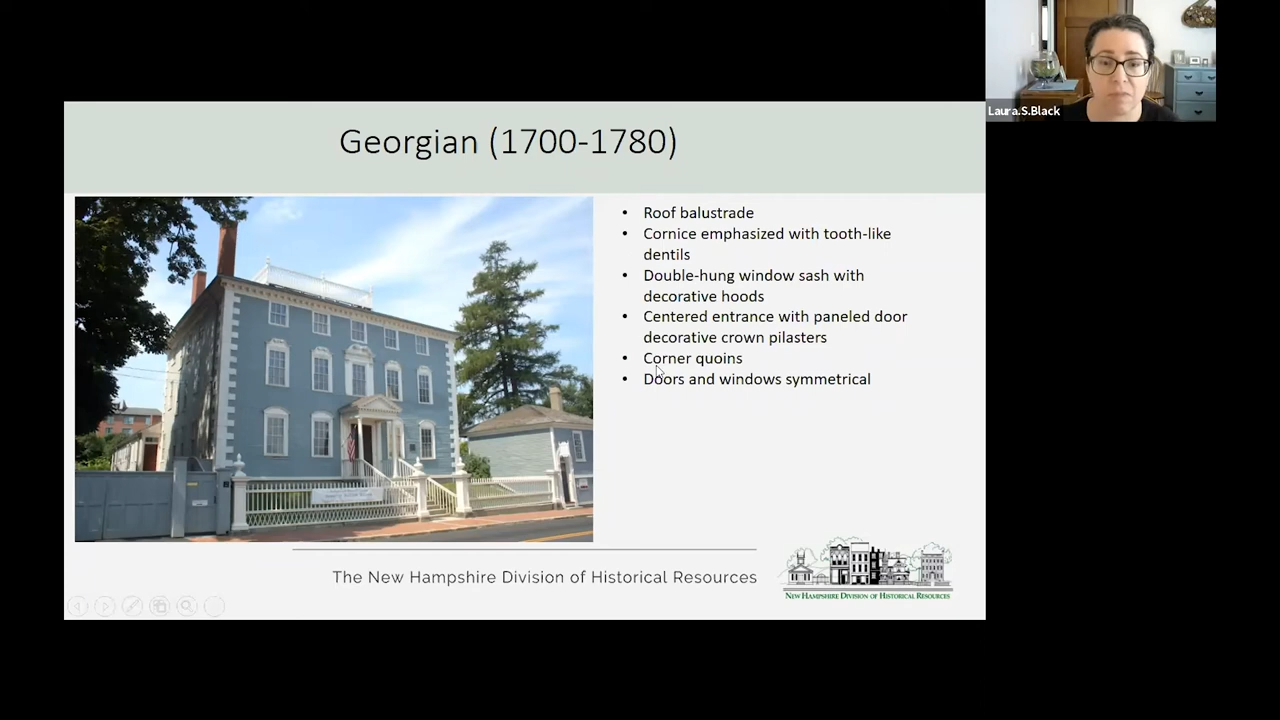 Laura.S.Black
Georgian (1700-1780)
• Roof balustrade
• Cornice emphasized with tooth-like
dentils
• Double-hung window sash with
decorative hoods
• Centered entrance with paneled door
decorative crown pilasters
• Corner quoins
• Doors and windows symmetrical
The New Hampshire Division of Historical Resources
NEW HAMPSHIRE DIVISION OF HISTORICAL RESOURCES